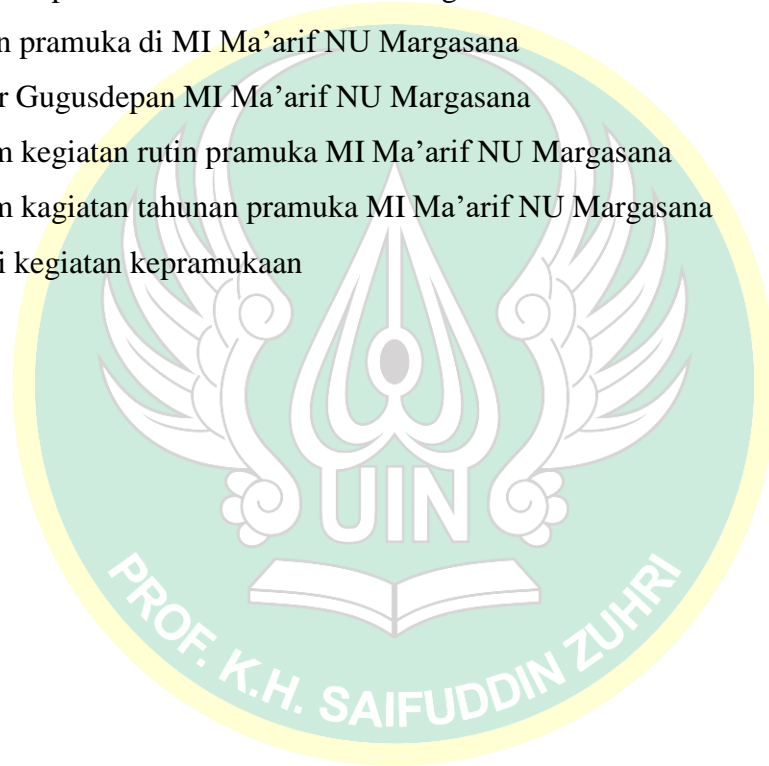 n pramuka di MI Ma’arif NU Margasana
r Gugusdepan MI Ma’arif NU Margasana
m kegiatan rutin pramuka MI Ma’arif NU Margasana
m kagiatan tahunan pramuka MI Ma’arif NU Margasana
i kegiatan kepramukaan
UIN
PROF. K.H. SAIFUDDIN ZUHRI